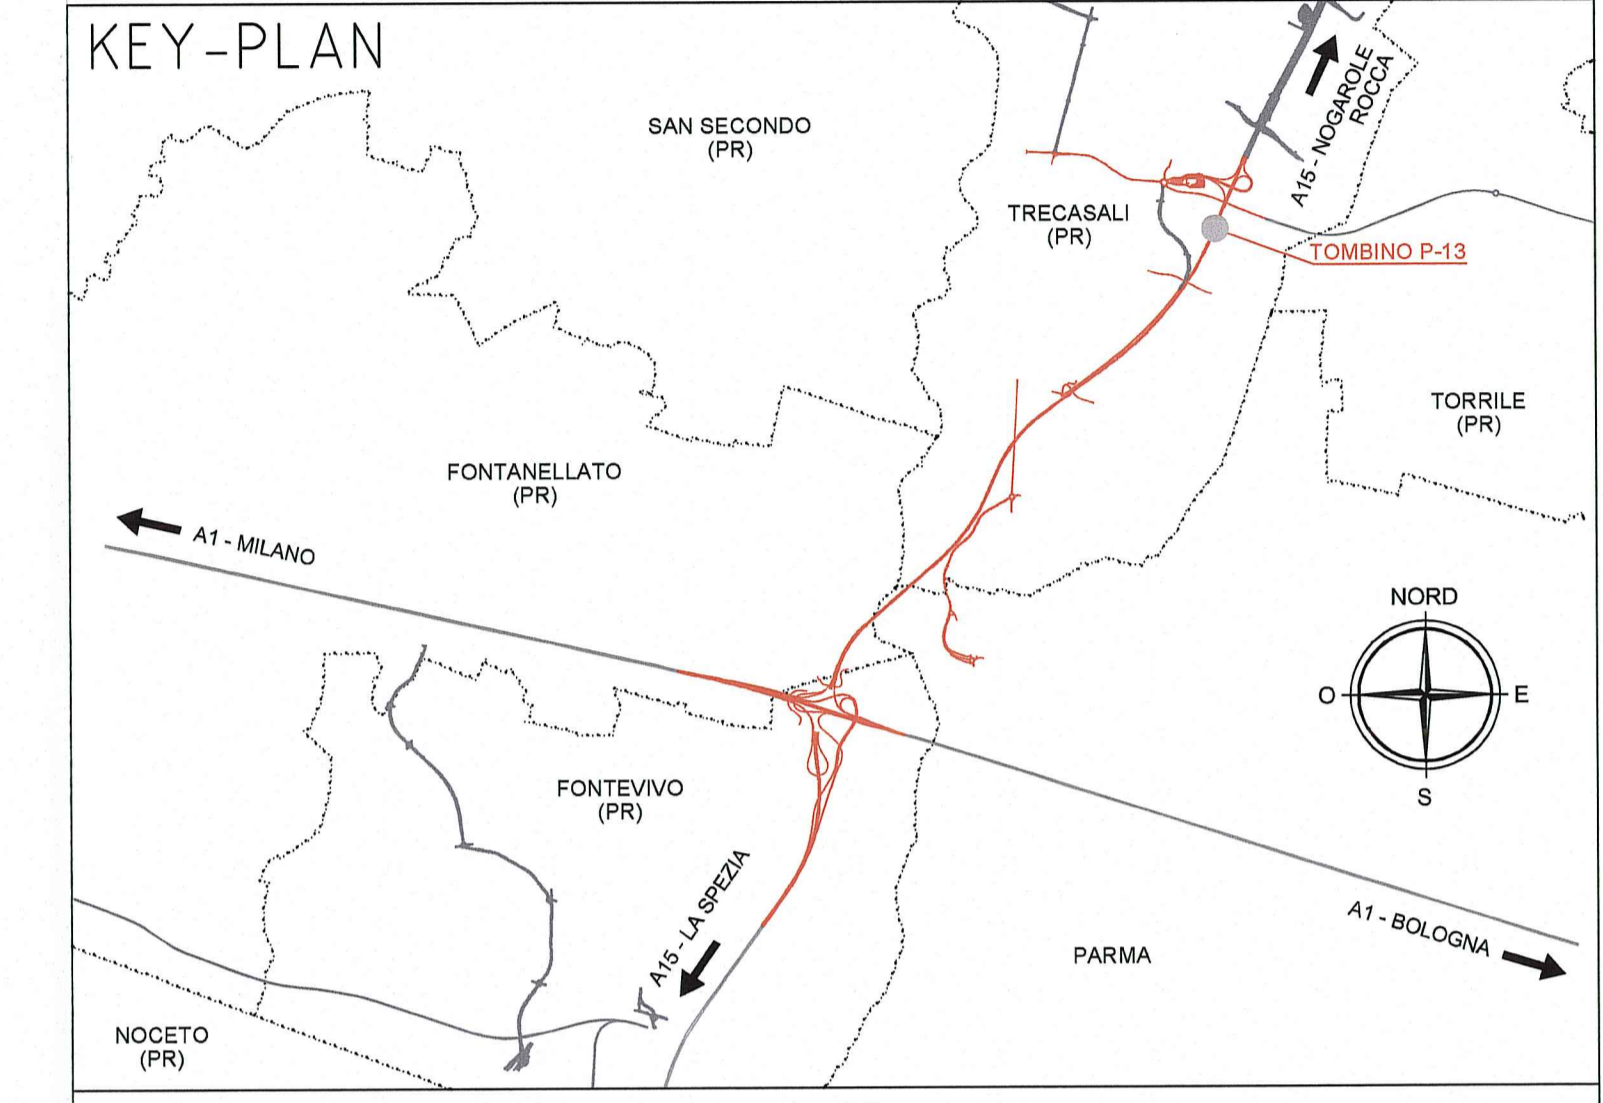 KEY-PLAN
SAN SECONDO
(PR)
A15 - NOGAROLE
ROCCA
TRECASALI
(PR)
TOMBINO P-13
TORRILE
(PR)
FONTANELLATO
(PR)
A1 - MILANO
NORD
O
E
S
FONTEVIVO
(PR)
A15 - LA SPEZIA
A1 - BOLOGNA
PARMA
NOCETO
(PR)